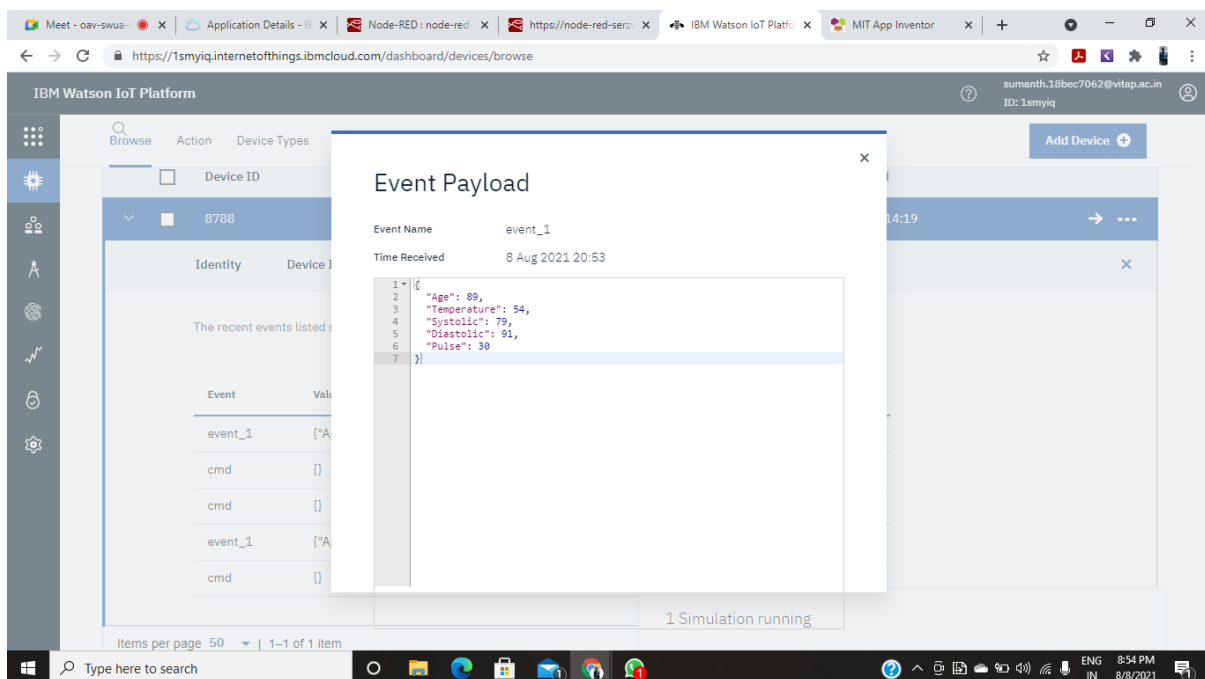 Meet - oav-swua- Application Details - IE Node-RED : node-red- https://node-red-serzv IBM Watson IoT Platfo MIT App Inventor
https://1smyiq.internetofthings.ibmcloud.com/dashboard/devices/browse
IBM Watson IoT Platform
sumanth.18bec7062@vitap.ac.in
ID: 1smyiq
Browse Action Device Types
Add Device
Device ID
8788 14:19
Identity Device I
The recent events listed s
Event Valu
event_1 {"A
cmd {}
cmd {}
event_1 {"A
cmd {}
Items per page 50 | 1–1 of 1 item
Event Payload
Event Name event_1
Time Received 8 Aug 2021 20:53
1 {
2 "Age": 89,
3 "Temperature": 54,
4 "Systolic": 79,
5 "Diastolic": 91,
6 "Pulse": 30
7 }
1 Simulation running
Type here to search
ENG 8:54 PM
IN 8/8/2021